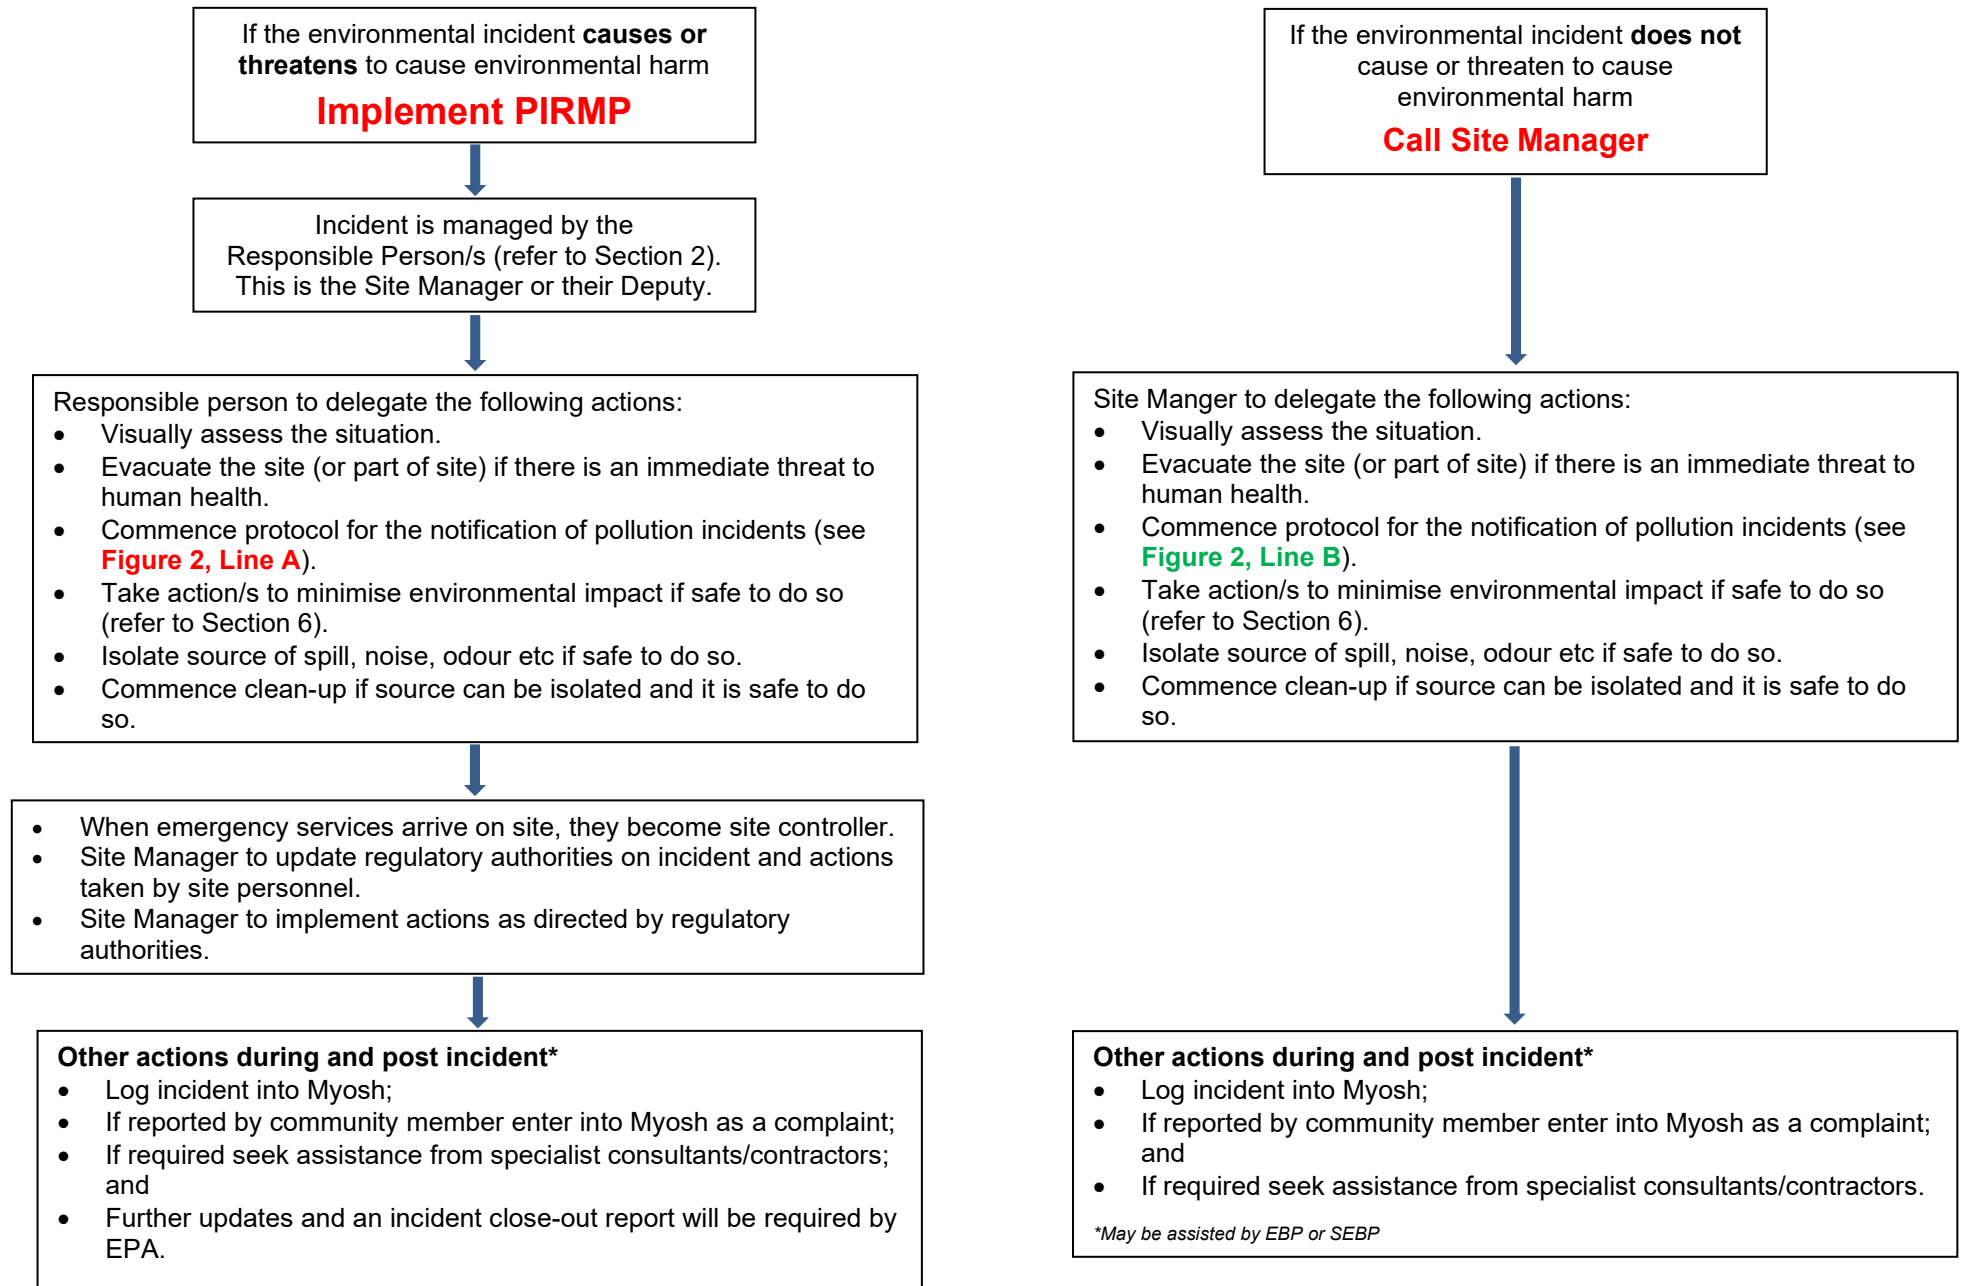 If the environmental incident causes or
threatens to cause environmental harm
Implement PIRMP
Incident is managed by the
Responsible Person/s (refer to Section 2).
This is the Site Manager or their Deputy.
Responsible person to delegate the following actions:
• Visually assess the situation.
• Evacuate the site (or part of site) if there is an immediate threat to
human health.
• Commence protocol for the notification of pollution incidents (see
Figure 2, Line A).
• Take action/s to minimise environmental impact if safe to do so
(refer to Section 6).
• Isolate source of spill, noise, odour etc if safe to do so.
• Commence clean-up if source can be isolated and it is safe to do
so.
• When emergency services arrive on site, they become site controller.
• Site Manager to update regulatory authorities on incident and actions
taken by site personnel.
• Site Manager to implement actions as directed by regulatory
authorities.
Other actions during and post incident*
• Log incident into Myosh;
• If reported by community member enter into Myosh as a complaint;
• If required seek assistance from specialist consultants/contractors;
and
• Further updates and an incident close-out report will be required by
EPA.
If the environmental incident does not
cause or threaten to cause
environmental harm
Call Site Manager
Site Manger to delegate the following actions:
• Visually assess the situation.
• Evacuate the site (or part of site) if there is an immediate threat to
human health.
• Commence protocol for the notification of pollution incidents (see
Figure 2, Line B).
• Take action/s to minimise environmental impact if safe to do so
(refer to Section 6).
• Isolate source of spill, noise, odour etc if safe to do so.
• Commence clean-up if source can be isolated and it is safe to do
so.
Other actions during and post incident*
• Log incident into Myosh;
• If reported by community member enter into Myosh as a complaint;
and
• If required seek assistance from specialist consultants/contractors.
*May be assisted by EBP or SEBP